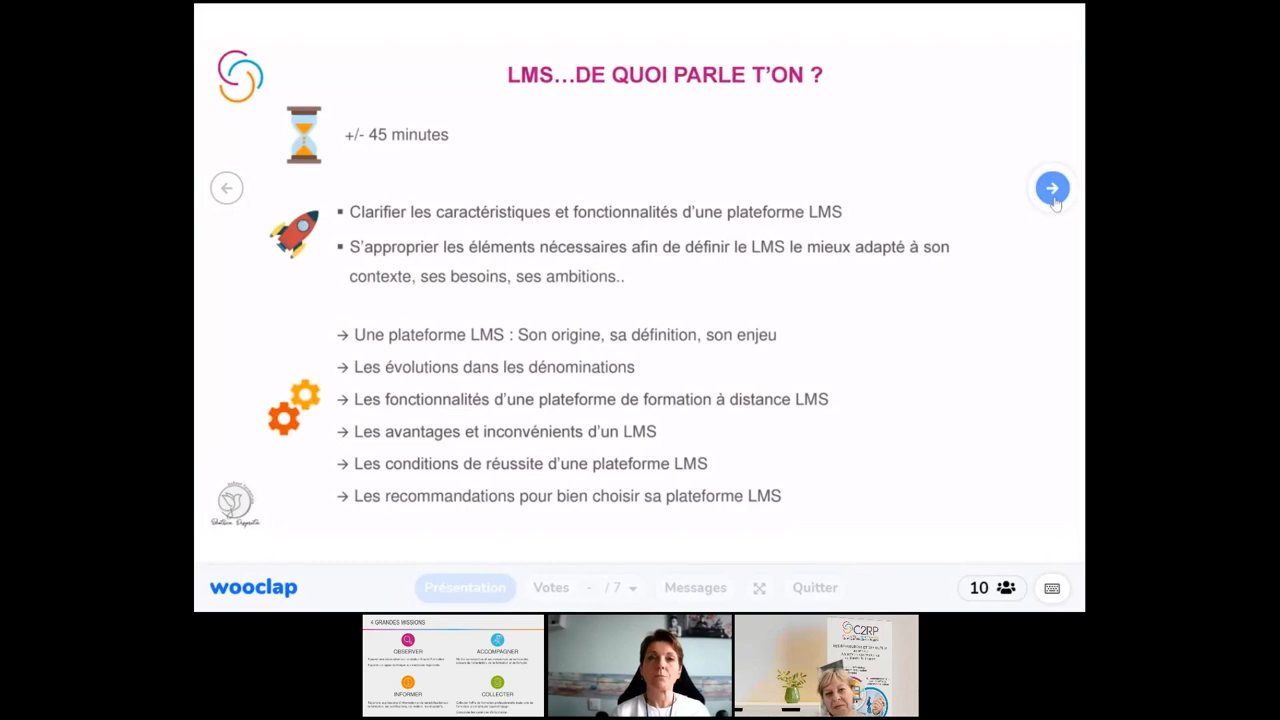 LMS…DE QUOI PARLE T’ON ?
+/- 45 minutes
▪ Clarifier les caractéristiques et fonctionnalités d’une plateforme LMS
▪ S’approprier les éléments nécessaires afin de définir le LMS le mieux adapté à son
contexte, ses besoins, ses ambitions..
→ Une plateforme LMS : Son origine, sa définition, son enjeu
→ Les évolutions dans les dénominations
→ Les fonctionnalités d’une plateforme de formation à distance LMS
→ Les avantages et inconvénients d’un LMS
→ Les conditions de réussite d’une plateforme LMS
→ Les recommandations pour bien choisir sa plateforme LMS
wooclap
Présentation Votes - / 7 Messages Quitter
10
4 GRANDES MISSIONS
OBSERVER ACCOMPAGNER
INFORMER COLLECTER
C2RP